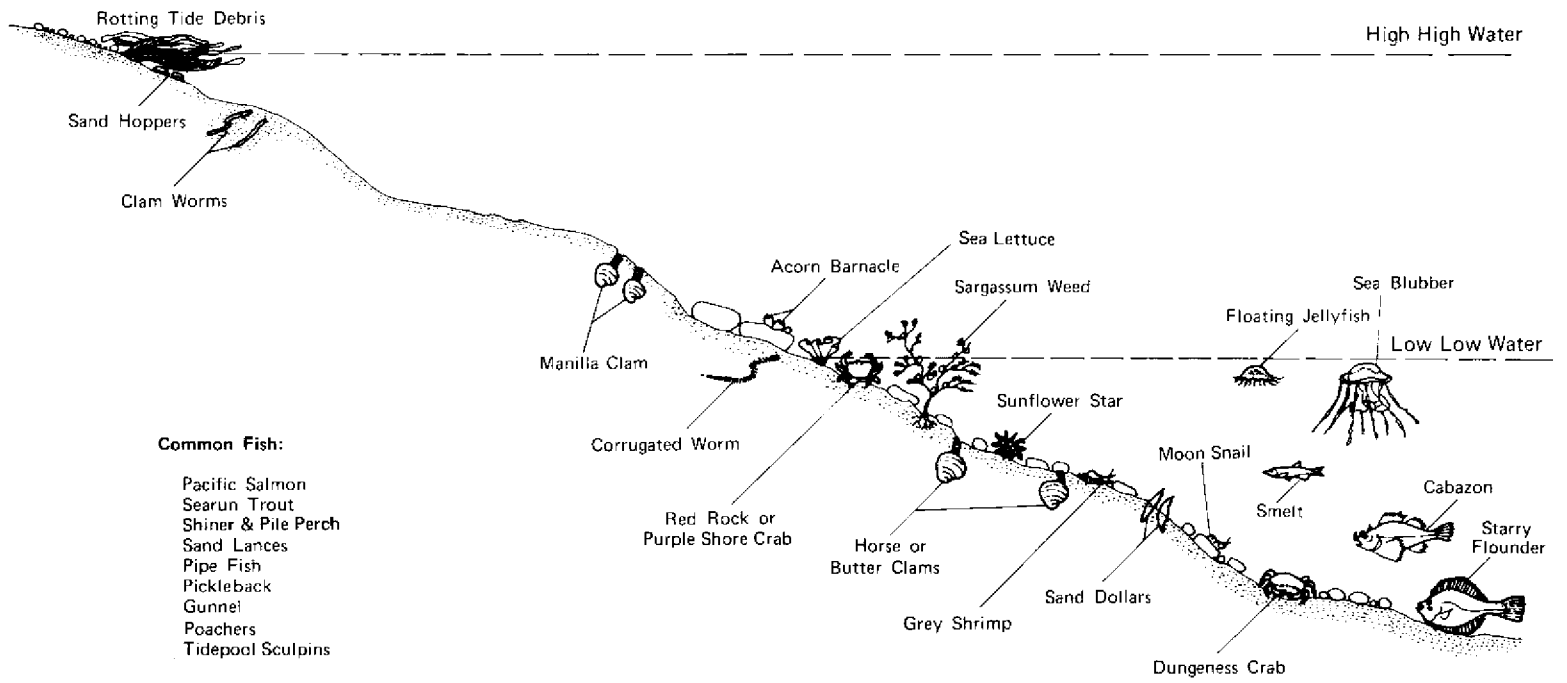 Rotting Tide Debris
High High Water
Sand Hoppers
Clam Worms
Sea Lettuce
Acorn Barnacle
Sargassum Weed
Sea Blubber
Floating Jellyfish
Low Low Water
Manilla Clam
Sunflower Star
Corrugated Worm
Moon Snail
Smelt
Cabazon
Starry
Flounder
Red Rock or
Purple Shore Crab
Horse or
Butter Clams
Sand Dollars
Grey Shrimp
Dungeness Crab
Common Fish:
Pacific Salmon
Searun Trout
Shiner & Pile Perch
Sand Lances
Pipe Fish
Pickleback
Gunnel
Poachers
Tidepool Sculpins